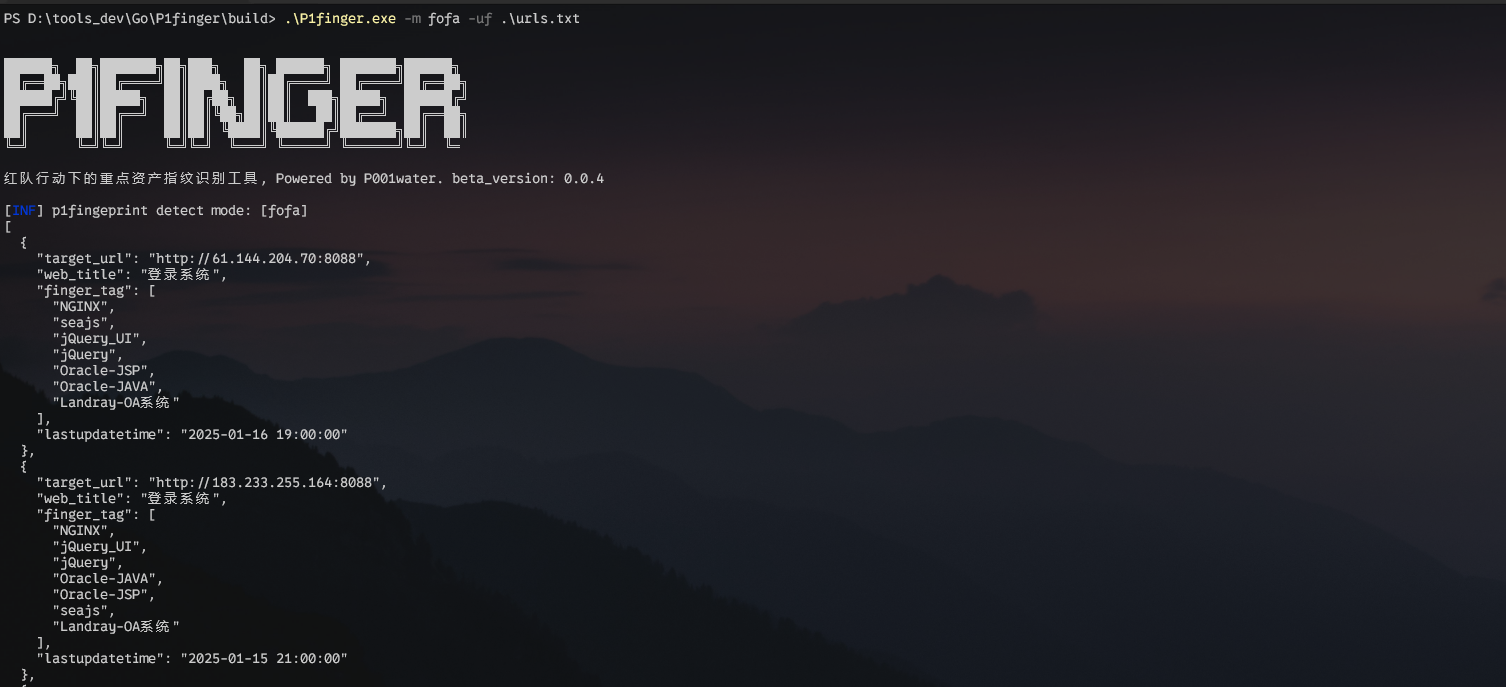 PS D:\tools_dev\Go\P1finger\build> .\P1finger.exe -m fofa -uf .\urls.txt
P1FINGER
红队行动下的重点资产指纹识别工具, Powered by P001water. beta_version: 0.0.4
[INF] p1fingeprint detect mode: [fofa]
[
  {
    "target_url": "http://61.144.204.70:8088",
    "web_title": "登录系统",
    "finger_tag": [
      "NGINX",
      "seajs",
      "jQuery_UI",
      "jQuery",
      "Oracle-JSP",
      "Oracle-JAVA",
      "Landray-OA系统"
    ],
    "lastupdatetime": "2025-01-16 19:00:00"
  },
  {
    "target_url": "http://183.233.255.164:8088",
    "web_title": "登录系统",
    "finger_tag": [
      "NGINX",
      "jQuery_UI",
      "jQuery",
      "Oracle-JAVA",
      "Oracle-JSP",
      "seajs",
      "Landray-OA系统"
    ],
    "lastupdatetime": "2025-01-15 21:00:00"
  },